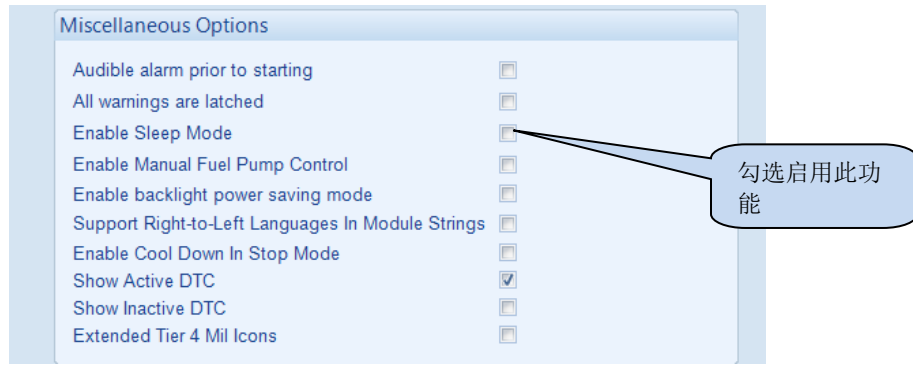 Miscellaneous Options
Audible alarm prior to starting
All warnings are latched
Enable Sleep Mode
Enable Manual Fuel Pump Control
Enable backlight power saving mode
Support Right-to-Left Languages In Module Strings
Enable Cool Down In Stop Mode
Show Active DTC
Show Inactive DTC
Extended Tier 4 Mil Icons
勾选启用此功
能